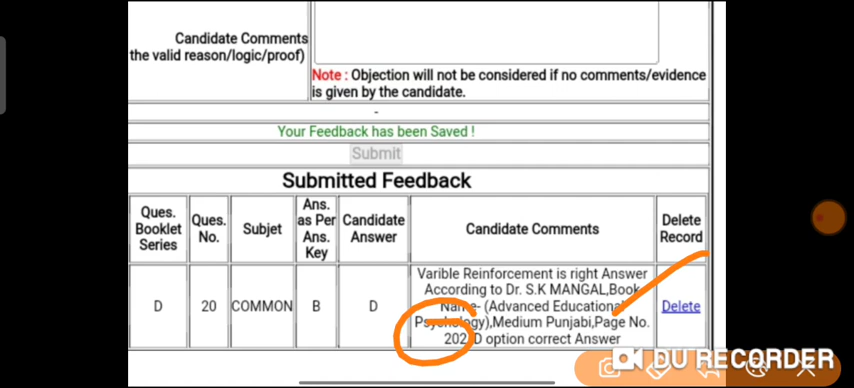 Candidate Comments
the valid reason/logic/proof)
Note : Objection will not be considered if no comments/evidence
is given by the candidate.
-
Your Feedback has been Saved !
Submit
Submitted Feedback
Ques. Booklet Series
Ques. No.
Subjet
Ans. as Per Ans. Key
Candidate Answer
Candidate Comments
Delete Record
D
20
COMMON
B
D
Varible Reinforcement is right Answer
According to Dr. S.K MANGAL,Book
Name- (Advanced Educational
Psychology),Medium Punjabi,Page No.
202 D option correct Answer
Delete
DU RECORDER